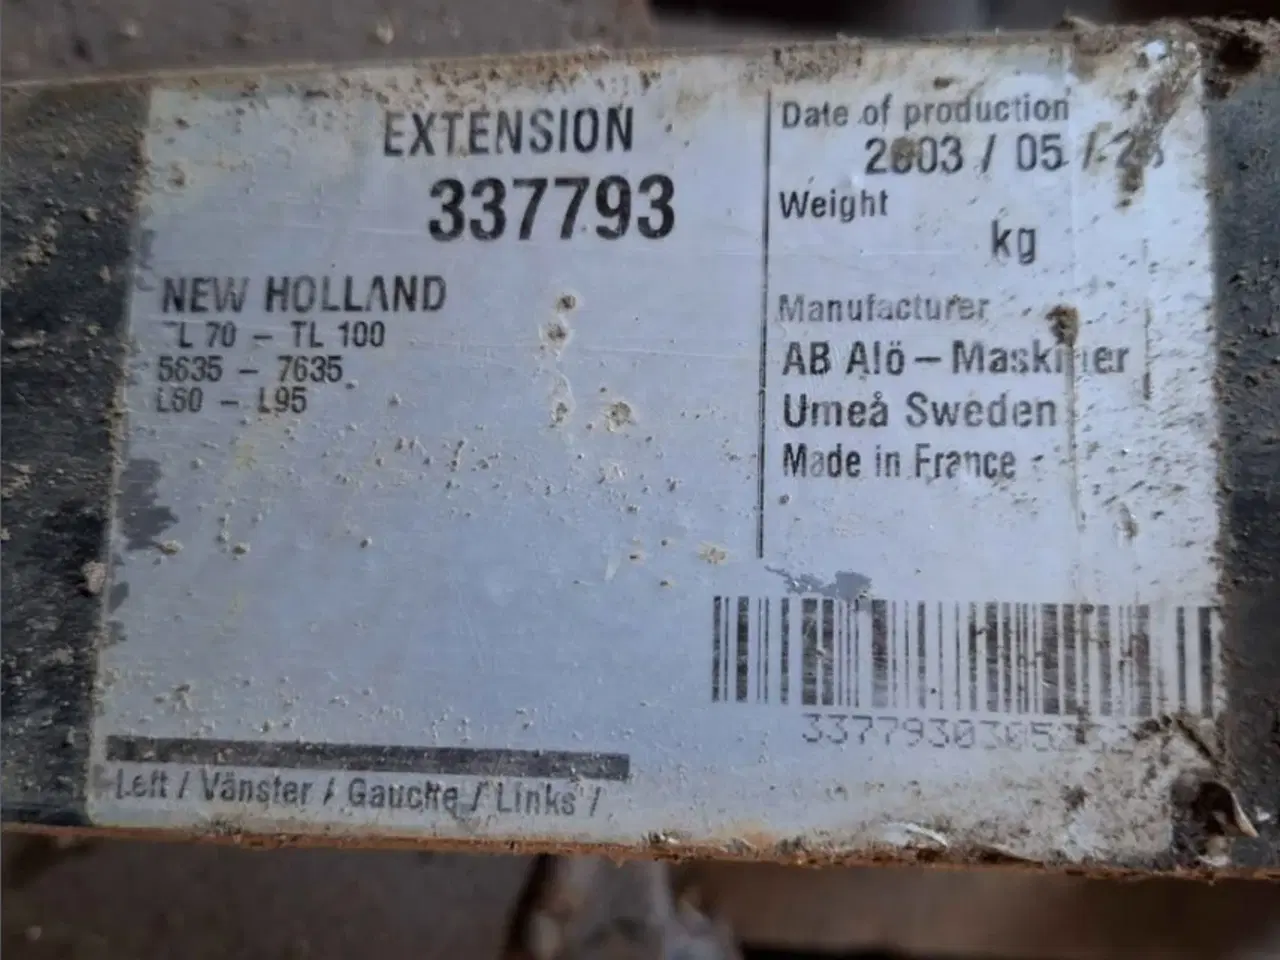 EXTENSION
337793
NEW HOLLAND
TL 70 – TL 100
5635 – 7635
L60 – L95
Date of production
2003 / 05 /
Weight
kg
Manufacturer
AB Alö – Maskiner
Umeå Sweden
Made in France
Left / Vänster / Gauche / Links /